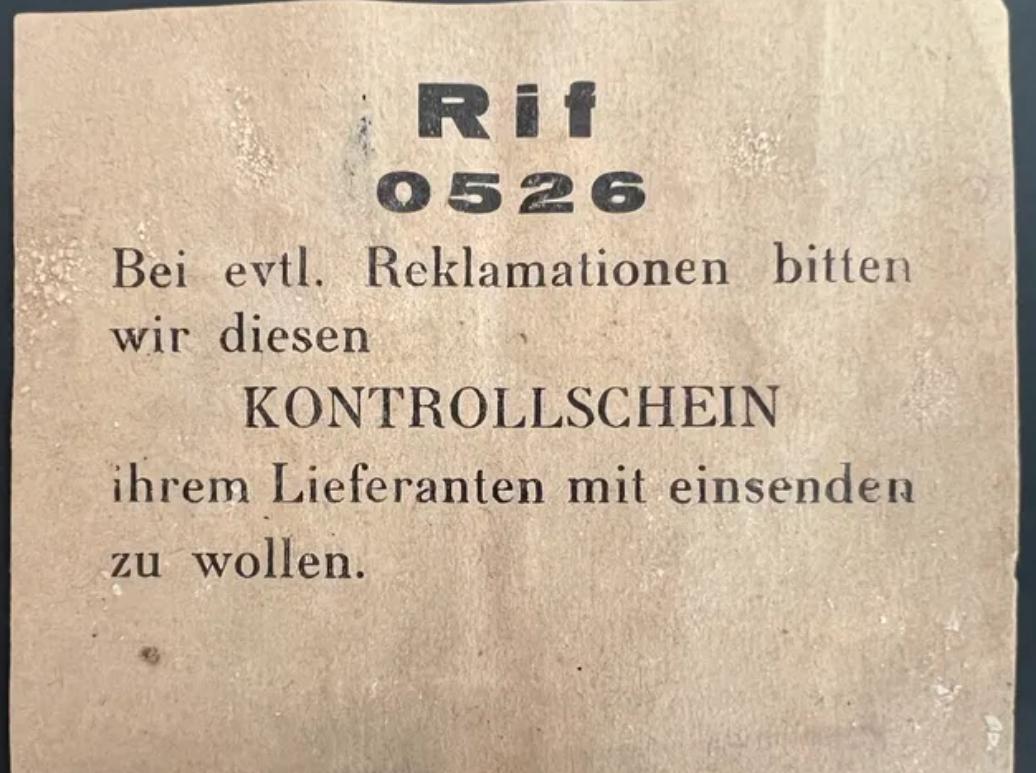 Rif
0526
Bei evtl. Reklamationen bitten
wir diesen
KONTROLLSCHEIN
ihrem Lieferanten mit einsenden
zu wollen.